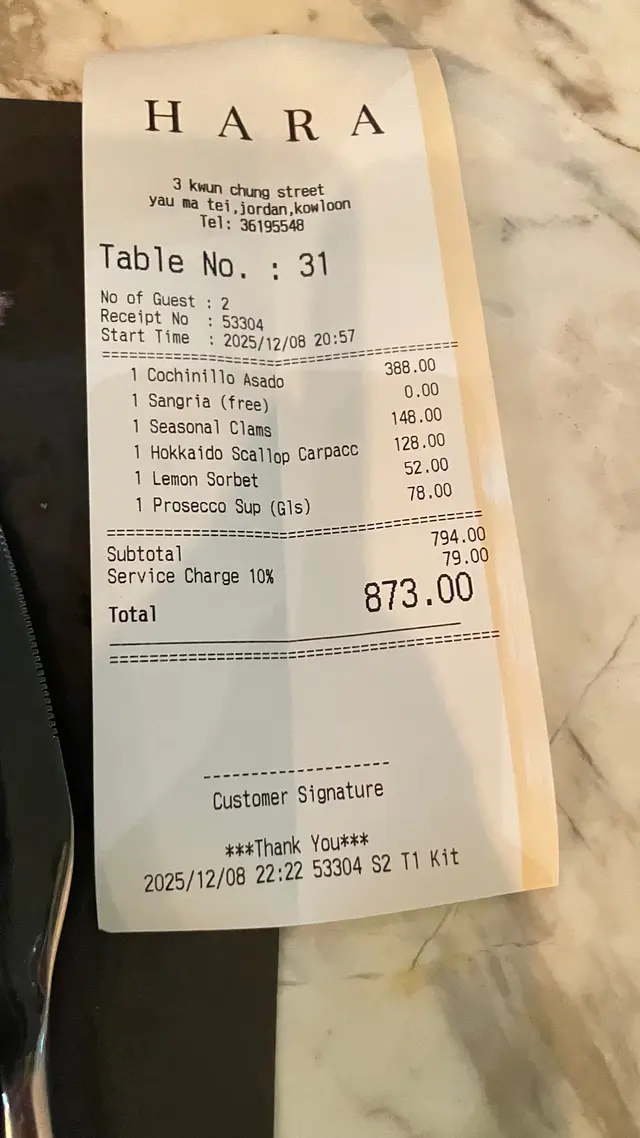 HARA
3 kwun chung street
yau ma tei,jordan,kowloon
Tel: 36195548
Table No. : 31
No of Guest : 2
Receipt No : 53304
Start Time : 2025/12/08 20:57
==========================================
1 Cochinillo Asado 388.00
1 Sangria (free) 0.00
1 Seasonal Clams 148.00
1 Hokkaido Scallop Carpacc 128.00
1 Lemon Sorbet 52.00
1 Prosecco Sup (Gls) 78.00
==========================================
Subtotal 794.00
Service Charge 10% 79.00
Total 873.00
==========================================
--------------------
Customer Signature
***Thank You***
2025/12/08 22:22 53304 S2 T1 Kit